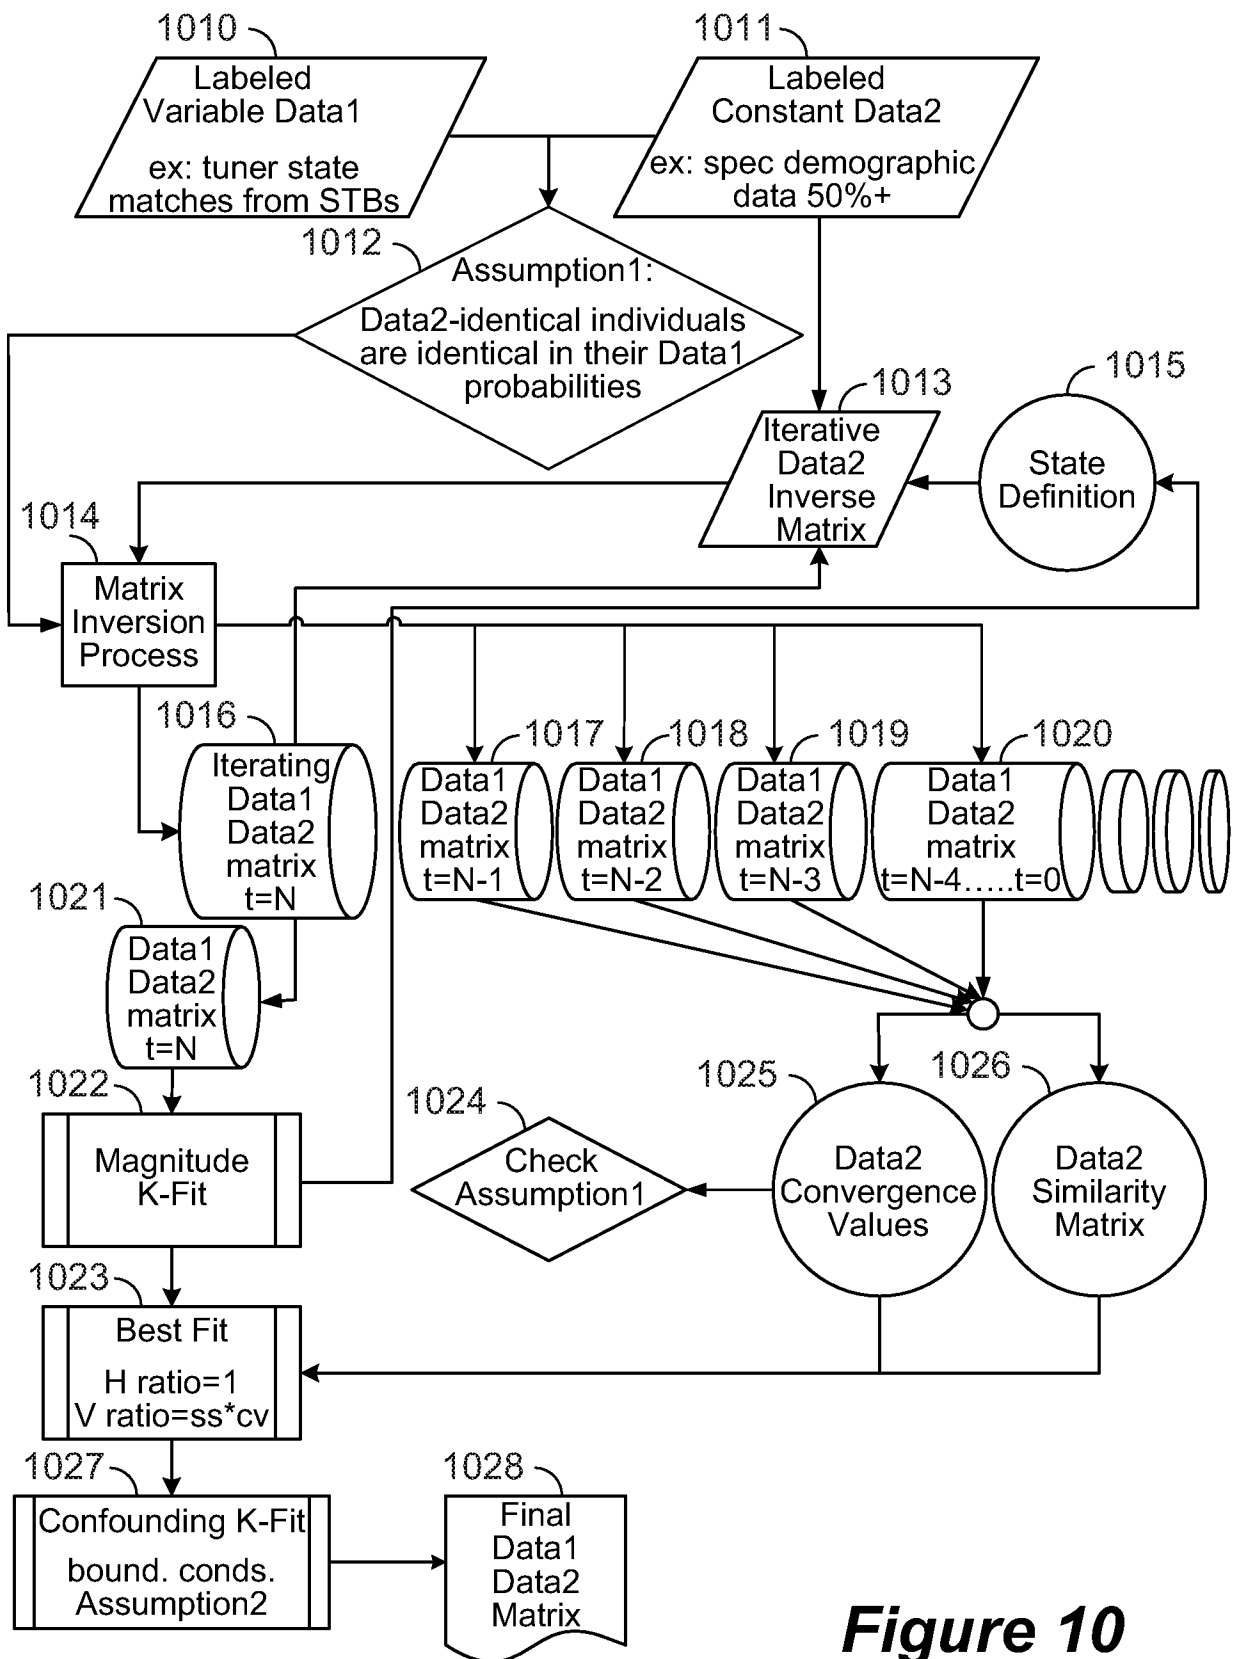 1010
Labeled
Variable Data1
ex: tuner state
matches from STBs
1011
Labeled
Constant Data2
ex: spec demographic
data 50%+
1012
Assumption1:
Data2-identical individuals
are identical in their Data1
probabilities
1013
Iterative
Data2
Inverse
Matrix
1015
State
Definition
1014
Matrix
Inversion
Process
1016
Iterating
Data1
Data2
matrix
t=N
1017
Data1
Data2
matrix
t=N-1
1018
Data1
Data2
matrix
t=N-2
1019
Data1
Data2
matrix
t=N-3
1020
Data1
Data2
matrix
t=N-4.....t=0
1021
Data1
Data2
matrix
t=N
1022
Magnitude
K-Fit
1024
Check
Assumption1
1025
Data2
Convergence
Values
1026
Data2
Similarity
Matrix
1023
Best Fit
H ratio=1
V ratio=ss*cv
1027
Confounding K-Fit
bound. conds.
Assumption2
1028
Final
Data1
Data2
Matrix
Figure 10